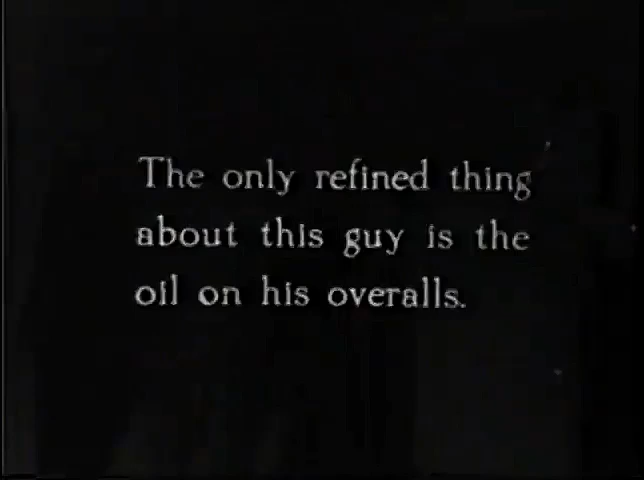 The only refined thing
about this guy is the
oil on his overalls.